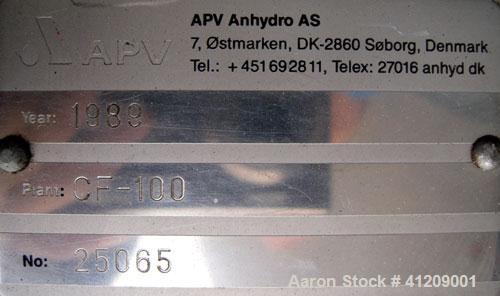 APV
APV Anhydro AS
7, Østmarken, DK-2860 Søborg, Denmark
Tel.: +451692811, Telex: 27016 anhyd dk
Year: 1989
Plant: CF-100
No: 25065
Aaron Stock # 41209001